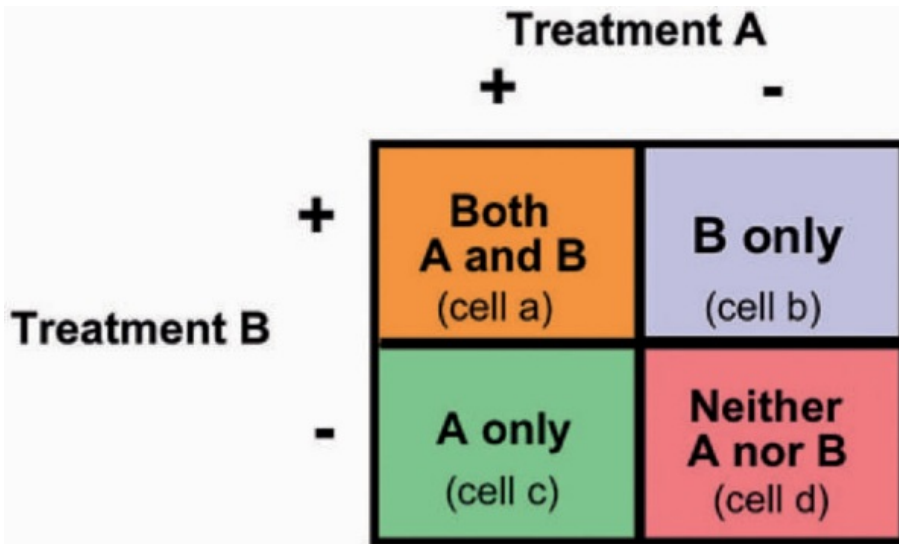 Treatment A
+ -
+
Both
A and B
(cell a)
B only
(cell b)
Treatment B
-
A only
(cell c)
Neither
A nor B
(cell d)